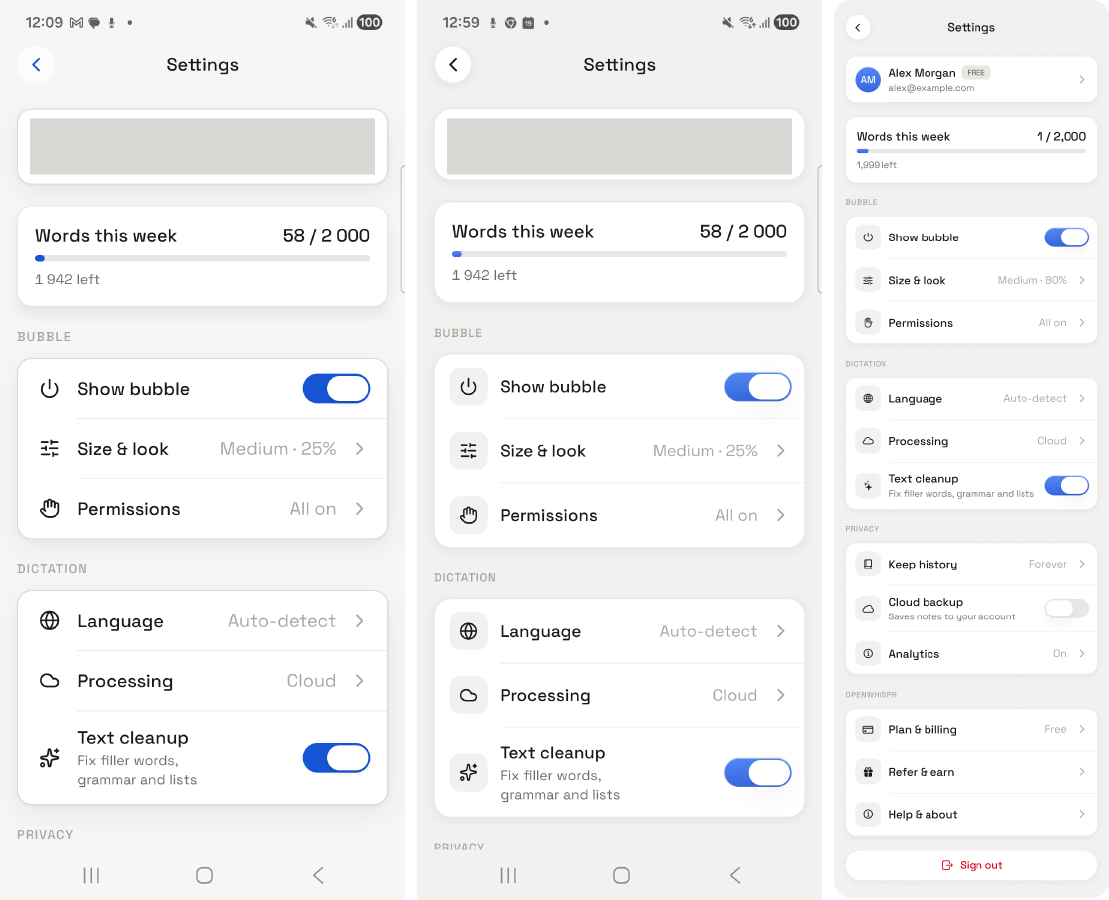 12:09
100
Settings
Words this week
58 / 2 000
1 942 left
BUBBLE
Show bubble
Size & look
Medium · 25%
Permissions
All on
DICTATION
Language
Auto-detect
Processing
Cloud
Text cleanup
Fix filler words,
grammar and lists
PRIVACY
12:59
19
100
Settings
Words this week
58 / 2 000
1 942 left
BUBBLE
Show bubble
Size & look
Medium · 25%
Permissions
All on
DICTATION
Language
Auto-detect
Processing
Cloud
Text cleanup
Fix filler words,
grammar and lists
PRIVACY
Settings
AM
Alex Morgan
FREE
alex@example.com
Words this week
1 / 2,000
1,999 left
BUBBLE
Show bubble
Size & look
Medium · 80%
Permissions
All on
DICTATION
Language
Auto-detect
Processing
Cloud
Text cleanup
Fix filler words, grammar and lists
PRIVACY
Keep history
Forever
Cloud backup
Saves notes to your account
Analytics
On
OPENWHISPR
Plan & billing
Free
Refer & earn
Help & about
Sign out